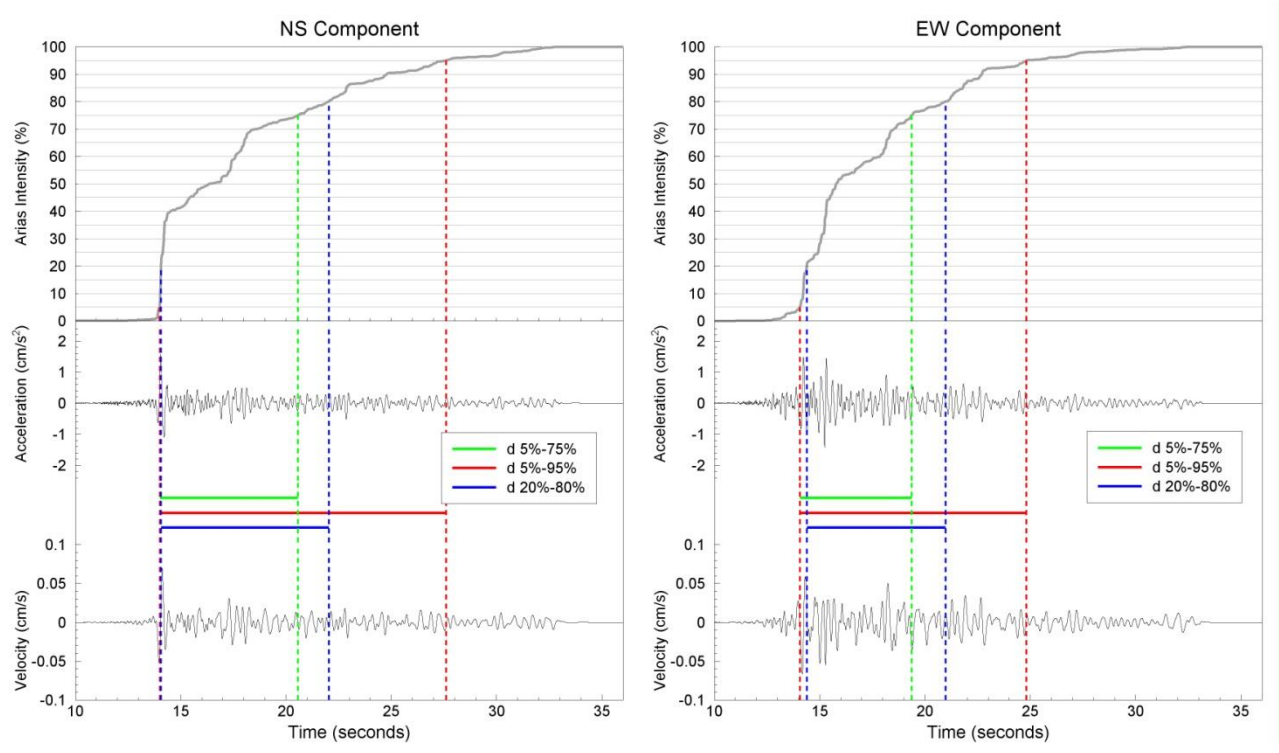 NS Component
100
90
80
70
60
50
40
30
20
10
0
Arias Intensity (%)
2
1
0
-1
-2
Acceleration (cm/s²)
d 5%-75%
d 5%-95%
d 20%-80%
0.1
0.05
0
-0.05
-0.1
Velocity (cm/s)
10 15 20 25 30 35
Time (seconds)
EW Component
100
90
80
70
60
50
40
30
20
10
0
Arias Intensity (%)
2
1
0
-1
-2
Acceleration (cm/s²)
d 5%-75%
d 5%-95%
d 20%-80%
0.1
0.05
0
-0.05
-0.1
Velocity (cm/s)
10 15 20 25 30 35
Time (seconds)